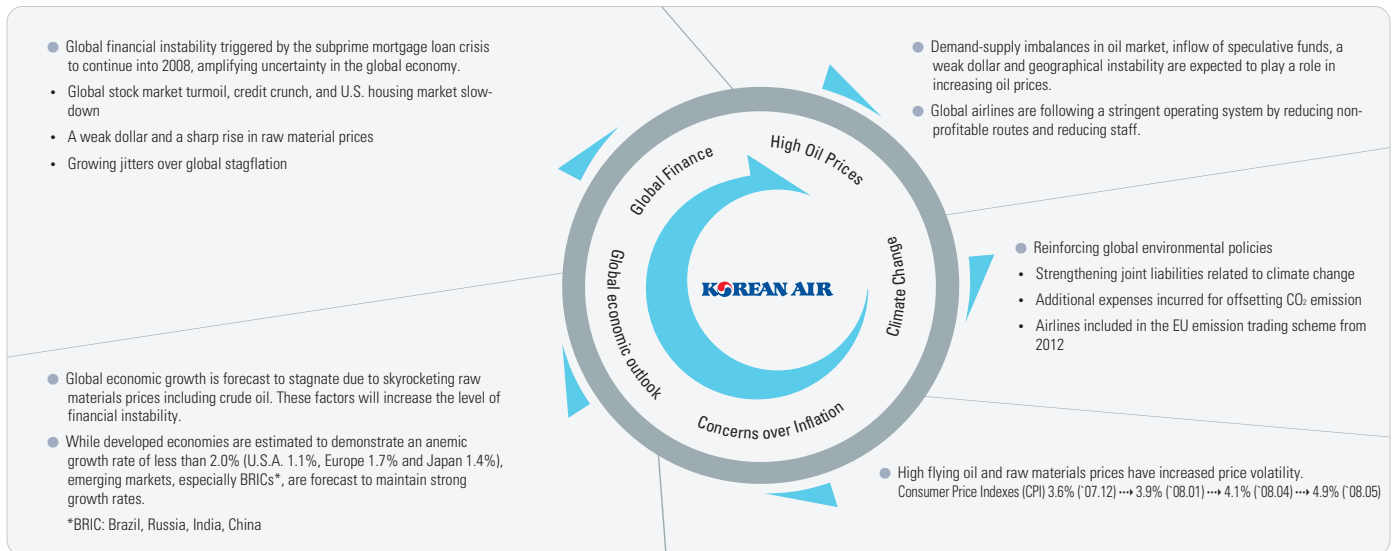 ● Global financial instability triggered by the subprime mortgage loan crisis
to continue into 2008, amplifying uncertainty in the global economy.
• Global stock market turmoil, credit crunch, and U.S. housing market slow-
down
• A weak dollar and a sharp rise in raw material prices
• Growing jitters over global stagflation
● Demand-supply imbalances in oil market, inflow of speculative funds, a
weak dollar and geographical instability are expected to play a role in
increasing oil prices.
● Global airlines are following a stringent operating system by reducing non-
profitable routes and reducing staff.
Global Finance
High Oil Prices
Climate Change
Concerns over Inflation
Global economic outlook
KOREAN AIR
● Reinforcing global environmental policies
• Strengthening joint liabilities related to climate change
• Additional expenses incurred for offsetting CO₂ emission
• Airlines included in the EU emission trading scheme from
2012
● Global economic growth is forecast to stagnate due to skyrocketing raw
materials prices including crude oil. These factors will increase the level of
financial instability.
● While developed economies are estimated to demonstrate an anemic
growth rate of less than 2.0% (U.S.A. 1.1%, Europe 1.7% and Japan 1.4%),
emerging markets, especially BRICs*, are forecast to maintain strong
growth rates.
*BRIC: Brazil, Russia, India, China
● High flying oil and raw materials prices have increased price volatility.
Consumer Price Indexes (CPI) 3.6% (`07.12) ⋯➝ 3.9% (`08.01) ⋯➝ 4.1% (`08.04) ⋯➝ 4.9% (`08.05)